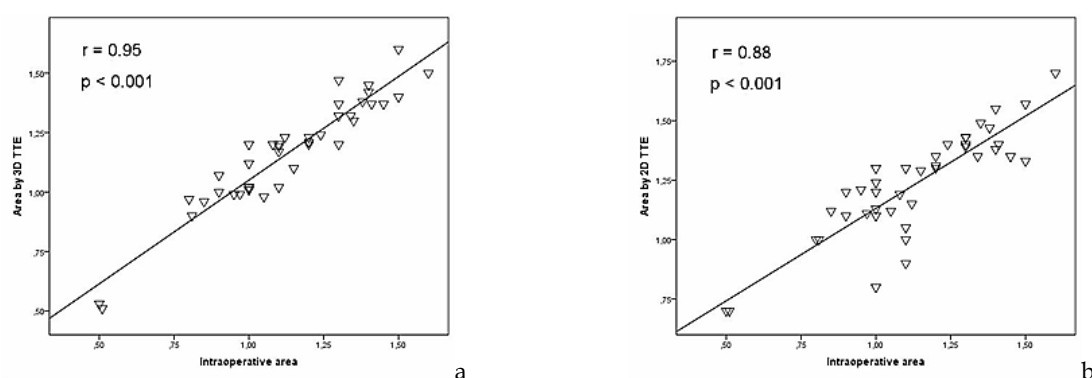 r = 0.95
p < 0.001
Area by 3D TTE
1,50
1,25
1,00
,75
,50
,50
,75
1,00
1,25
1,50
Intraoperative area
a
r = 0.88
p < 0.001
Area by 2D TTE
1,75
1,50
1,25
1,00
,75
,50
,75
1,00
1,25
1,50
Intraoperative area
b